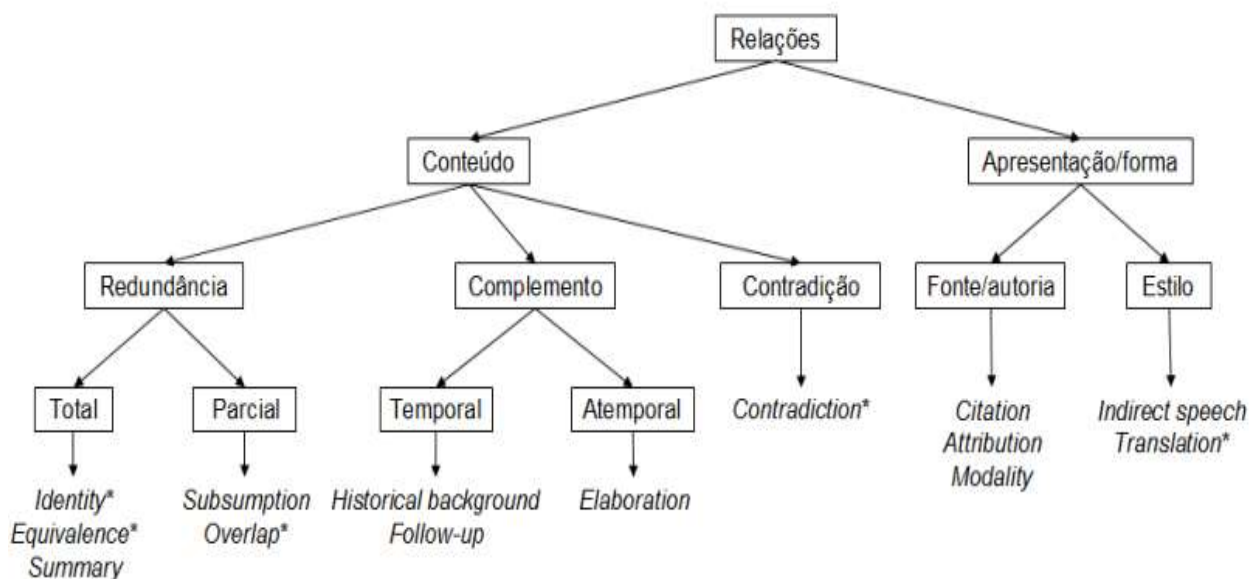 Relações
Conteúdo
Apresentação/forma
Redundância
Complemento
Contradição
Fonte/autoria
Estilo
Total
Parcial
Temporal
Atemporal
Contradiction*
Citation
Attribution
Modality
Indirect speech
Translation*
Identity*
Equivalence*
Summary
Subsumption
Overlap*
Historical background
Follow-up
Elaboration